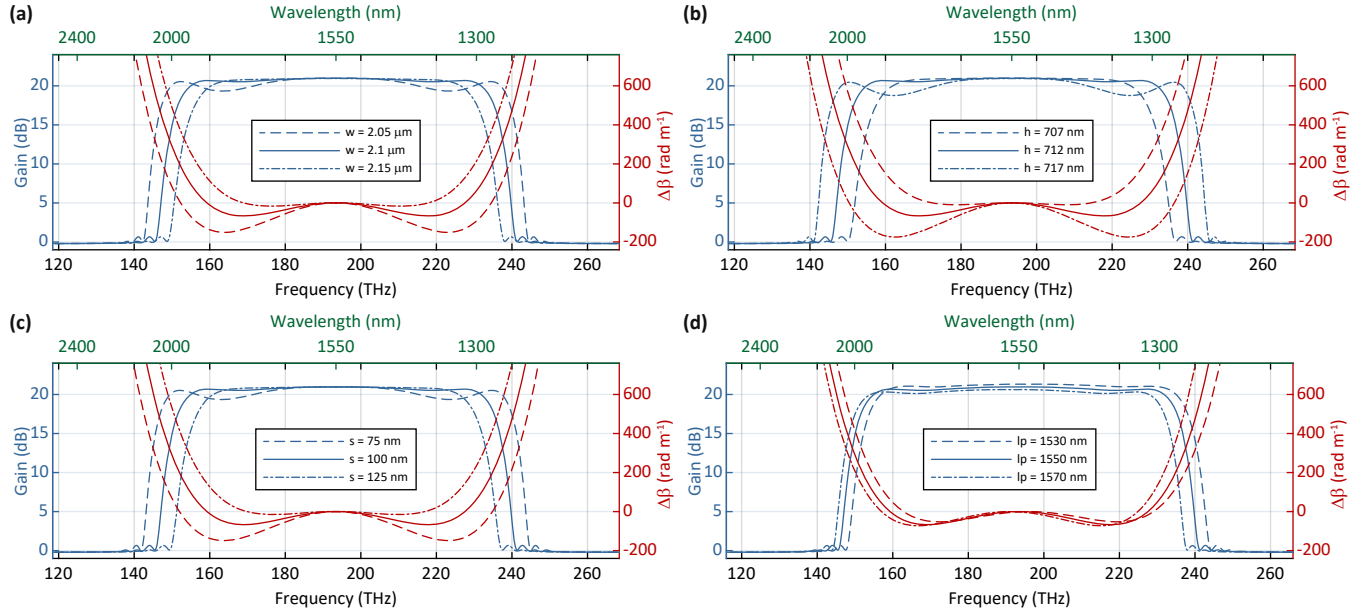 (a)
Wavelength (nm)
2400 2000 1550 1300
Gain (dB)
20
15
10
5
0
w = 2.05 μm
w = 2.1 μm
w = 2.15 μm
600
400
200
0
-200
Δβ (rad m⁻¹)
120 140 160 180 200 220 240 260
Frequency (THz)
(b)
Wavelength (nm)
2400 2000 1550 1300
Gain (dB)
20
15
10
5
0
h = 707 nm
h = 712 nm
h = 717 nm
600
400
200
0
-200
Δβ (rad m⁻¹)
120 140 160 180 200 220 240 260
Frequency (THz)
(c)
Wavelength (nm)
2400 2000 1550 1300
Gain (dB)
20
15
10
5
0
s = 75 nm
s = 100 nm
s = 125 nm
600
400
200
0
-200
Δβ (rad m⁻¹)
120 140 160 180 200 220 240 260
Frequency (THz)
(d)
Wavelength (nm)
2400 2000 1550 1300
Gain (dB)
20
15
10
5
0
lp = 1530 nm
lp = 1550 nm
lp = 1570 nm
600
400
200
0
-200
Δβ (rad m⁻¹)
120 140 160 180 200 220 240 260
Frequency (THz)